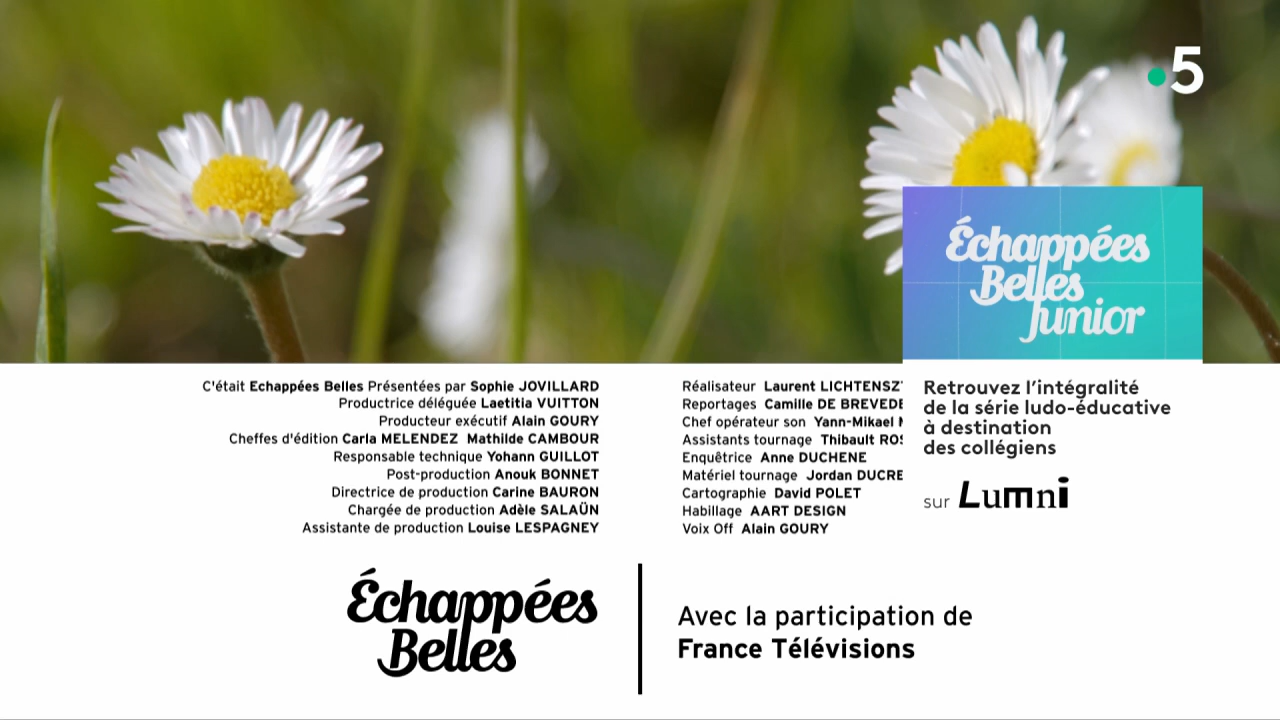 5
Échappées
Belles
Junior
C'était Echappées Belles Présentées par Sophie JOVILLARD
Productrice déléguée Laetitia VUITTON
Producteur exécutif Alain GOURY
Cheffes d'édition Carla MELENDEZ Mathilde CAMBOUR
Responsable technique Yohann GUILLOT
Post-production Anouk BONNET
Directrice de production Carine BAURON
Chargée de production Adèle SALAÜN
Assistante de production Louise LESPAGNEY
Réalisateur Laurent
Reportages Camille DE
Chef opérateur son Yann-Mikael
Assistants tournage Thibault
Enquêtrice Anne DUCHENE
Matériel tournage Jordan
Cartographie David POLET
Habillage AART DESIGN
Voix Off Alain GOURY
Retrouvez l'intégralité
de la série ludo-éducative
à destination
des collégiens
sur Lumni
Échappées
Belles
Avec la participation de
France Télévisions